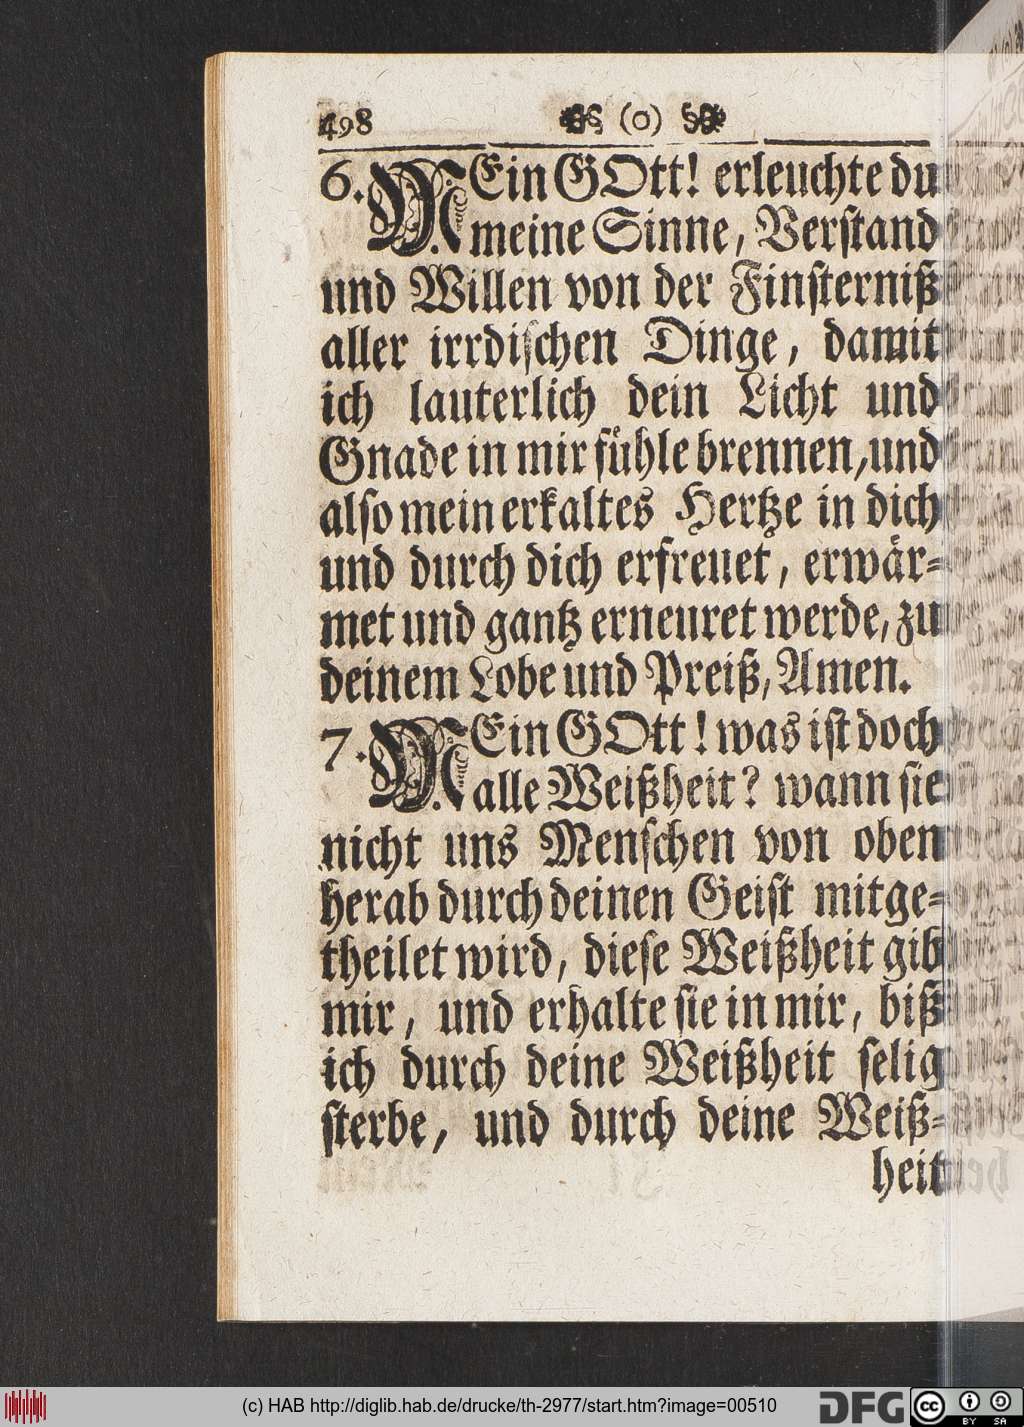 498 (o)
6. MEin GOtt! erleuchte du
meine Sinne, Verstand
und Willen von der Finsterniß
aller irrdischen Dinge, damit
ich lauterlich dein Licht und
Gnade in mir fühle brennen, und
also mein erkaltes Hertze in dich
und durch dich erfreuet, erwär=
met und gantz erneuret werde, zu
deinem Lobe und Preiß, Amen.
7. MEin GOtt! was ist doch
alle Weißheit? wann sie
nicht uns Menschen von oben
herab durch deinen Geist mitge=
theilet wird, diese Weißheit gib
mir, und erhalte sie in mir, biß
ich durch deine Weißheit selig
sterbe, und durch deine Weiß=
heit
(c) HAB http://diglib.hab.de/drucke/th-2977/start.htm?image=00510
DFG
cc
BY SA